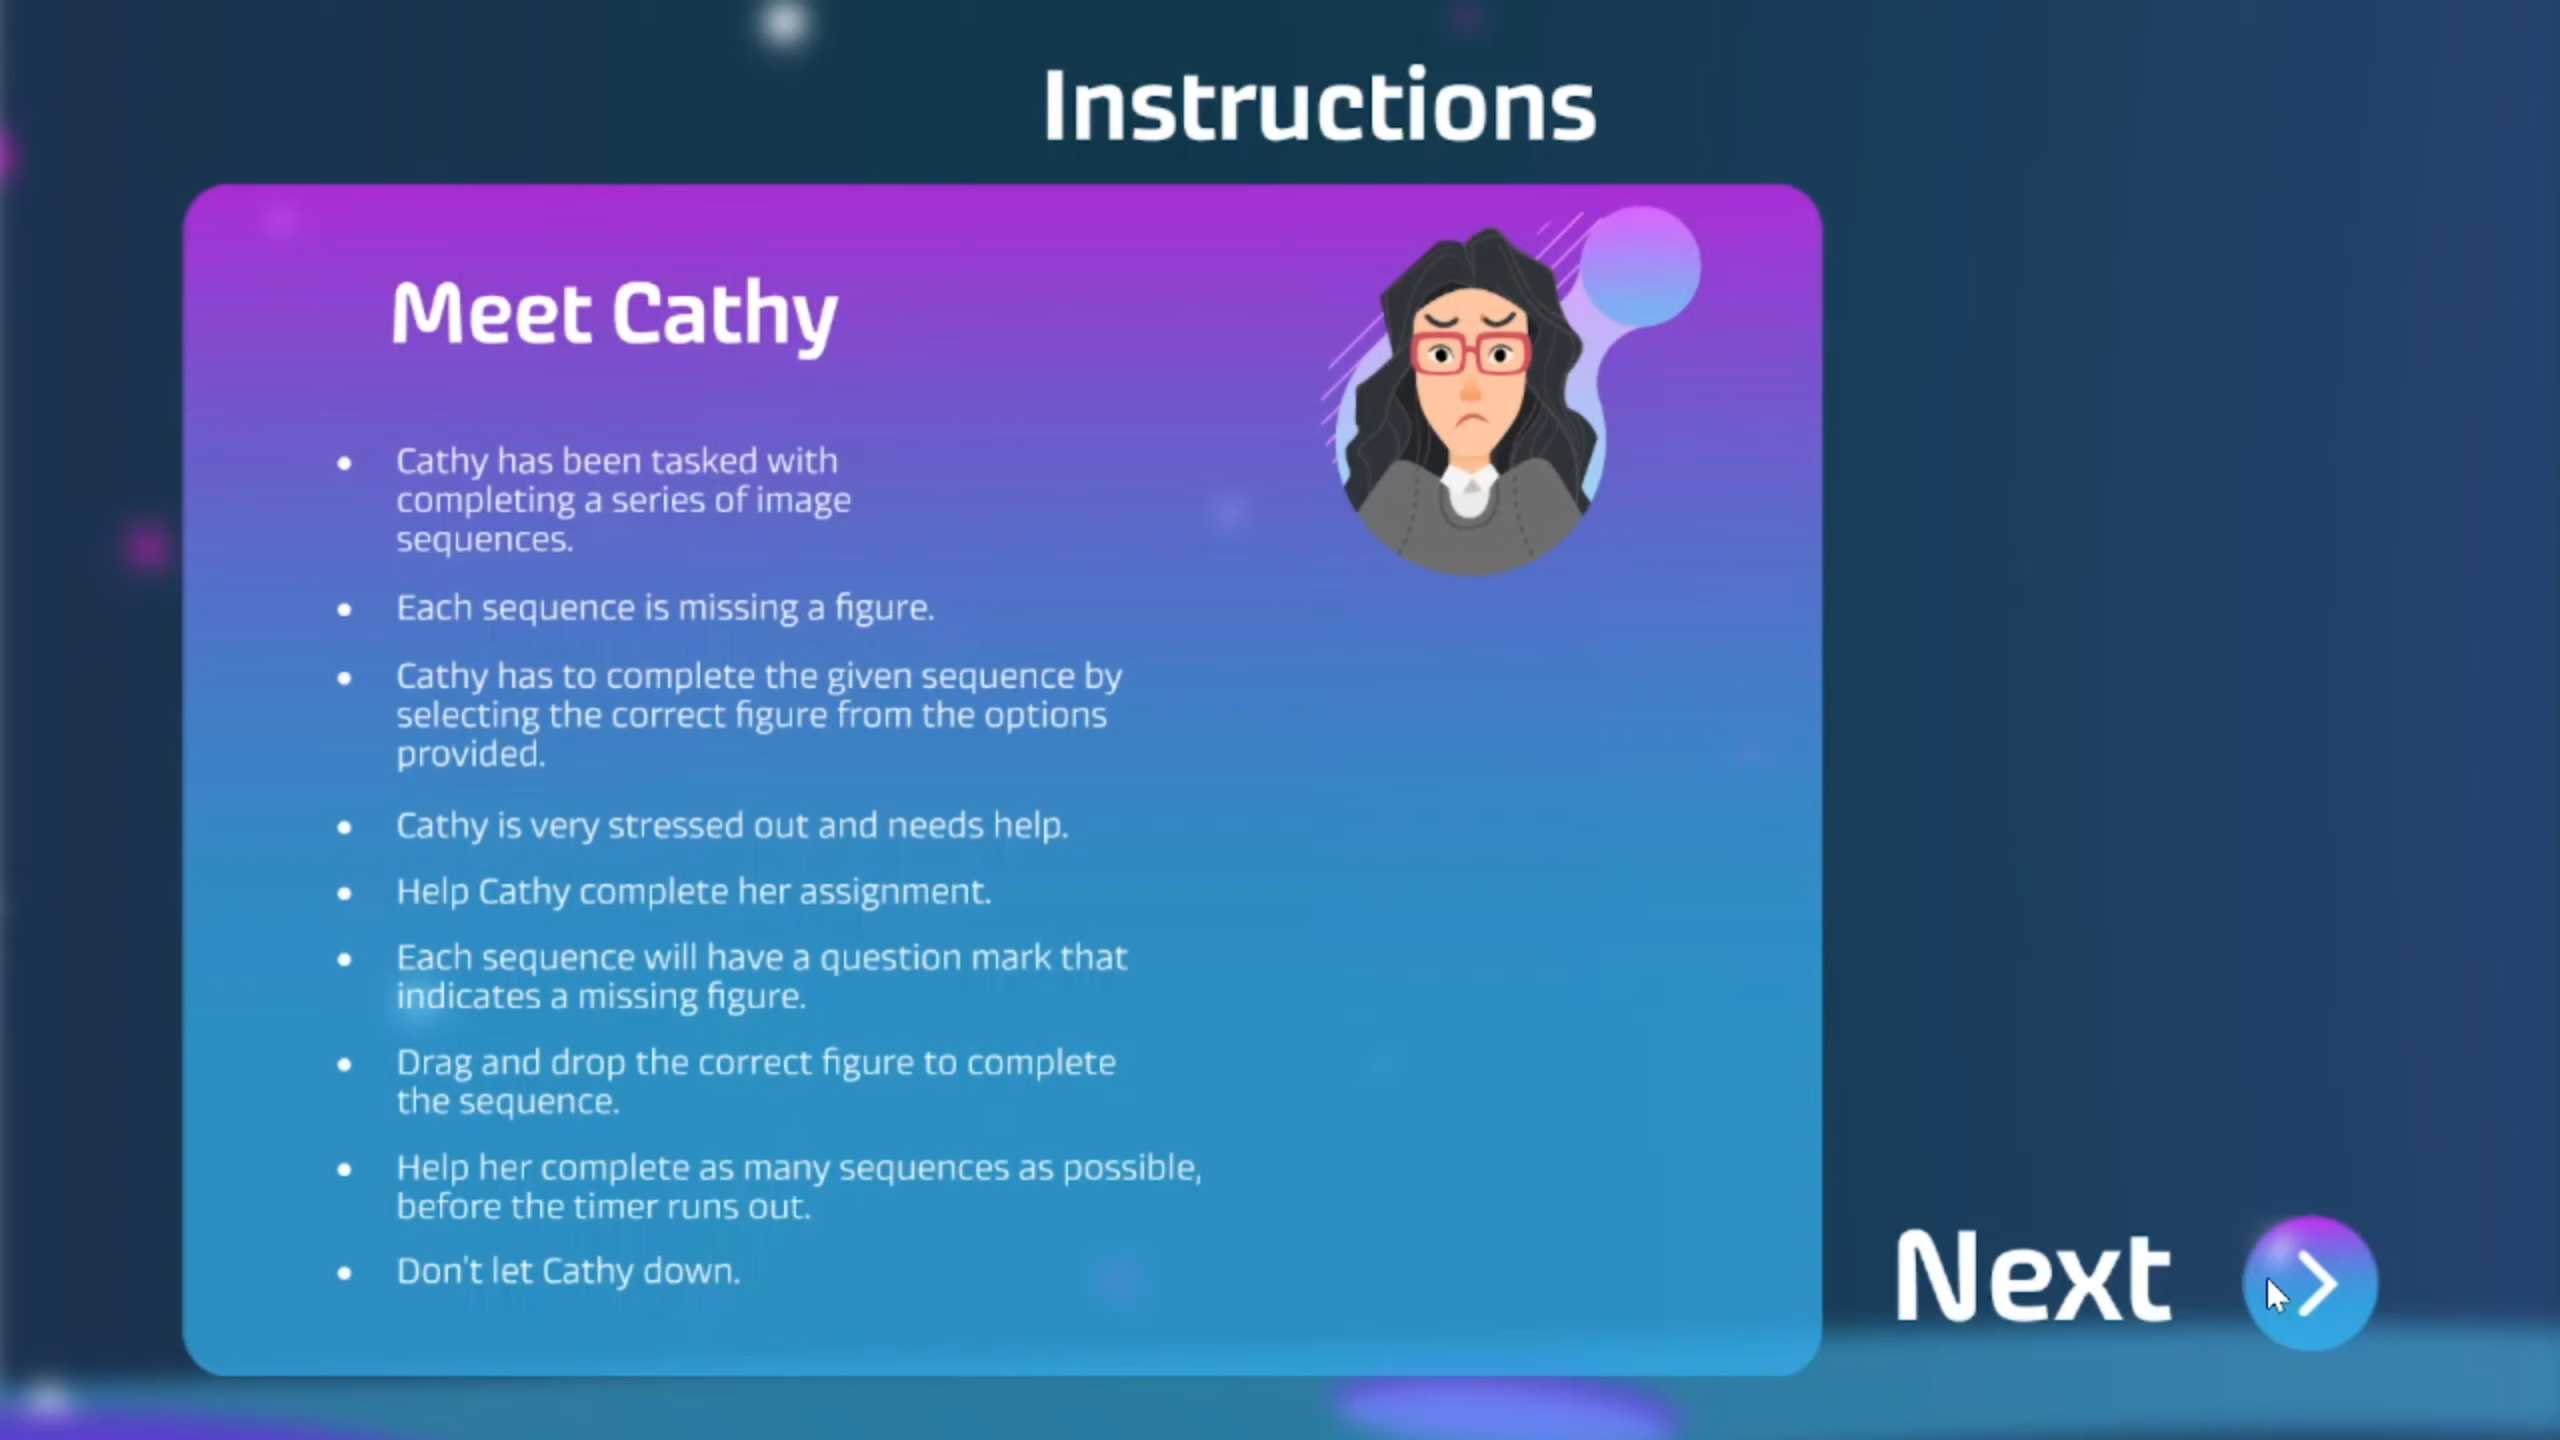 Instructions
Meet Cathy
• Cathy has been tasked with
completing a series of image
sequences.
• Each sequence is missing a figure.
• Cathy has to complete the given sequence by
selecting the correct figure from the options
provided.
• Cathy is very stressed out and needs help.
• Help Cathy complete her assignment.
• Each sequence will have a question mark that
indicates a missing figure.
• Drag and drop the correct figure to complete
the sequence.
• Help her complete as many sequences as possible,
before the timer runs out.
• Don't let Cathy down.
Next